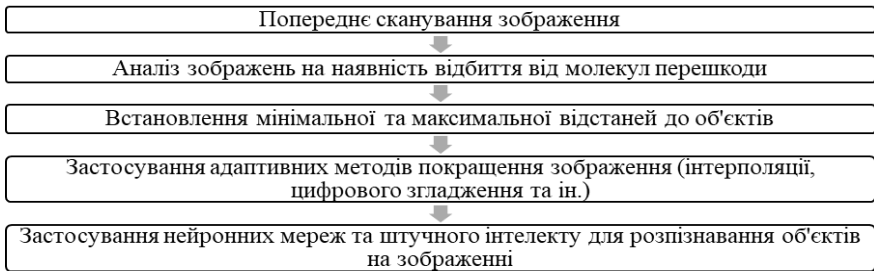 Попереднє сканування зображення
Аналіз зображень на наявність відбиття від молекул перешкоди
Встановлення мінімальної та максимальної відстаней до об'єктів
Застосування адаптивних методів покращення зображення (інтерполяції,
цифрового згладження та ін.)
Застосування нейронних мереж та штучного інтелекту для розпізнавання об'єктів
на зображенні